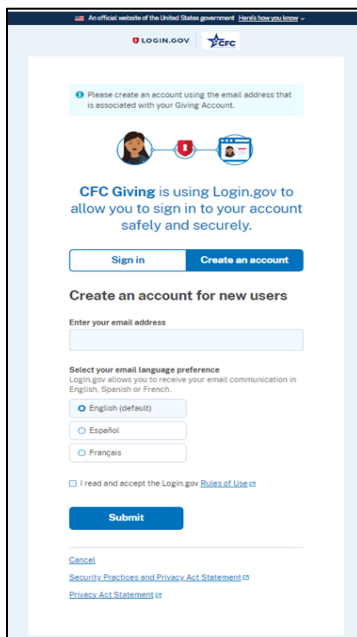 An official website of the United States government Here's how you know
LOGIN.GOV CFC
Please create an account using the email address that
is associated with your Giving Account.
CFC Giving is using Login.gov to
allow you to sign in to your account
safely and securely.
Sign in Create an account
Create an account for new users
Enter your email address
Select your email language preference
Login.gov allows you to receive your email communication in
English, Spanish or French.
English (default)
Español
Français
I read and accept the Login.gov Rules of Use
Submit
Cancel
Security Practices and Privacy Act Statement
Privacy Act Statement